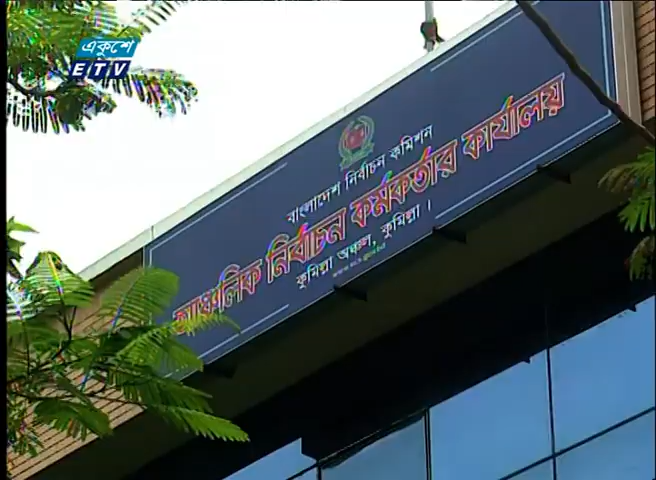 একুশে
ETV
বাংলাদেশ নির্বাচন কমিশন
আঞ্চলিক নির্বাচন কর্মকর্তার কার্যালয়
কুমিল্লা অঞ্চল, কুমিল্লা।